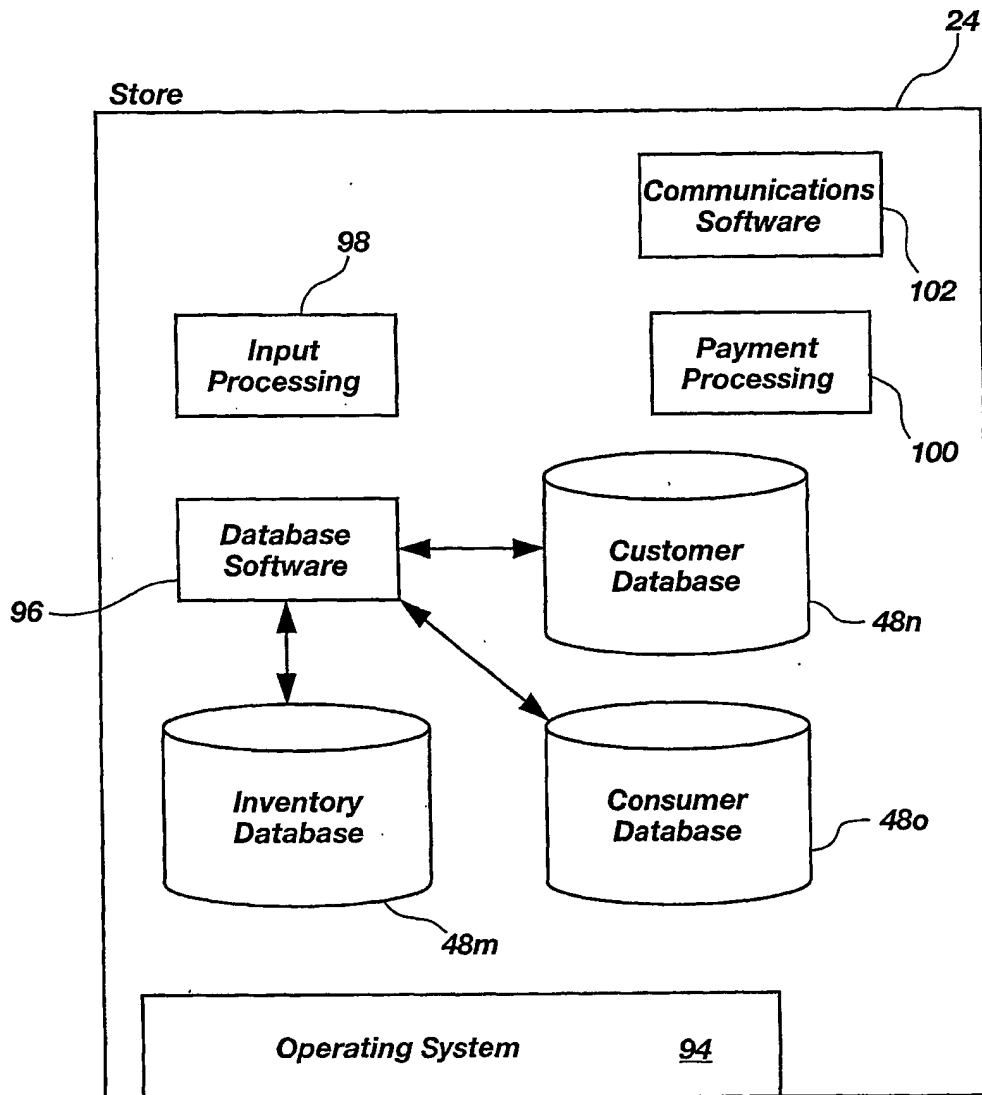 24
Store
Communications
Software
102
98
Input
Processing
Payment
Processing
100
Database
Software
96
Customer
Database
48n
Inventory
Database
48m
Consumer
Database
48o
Operating System 94